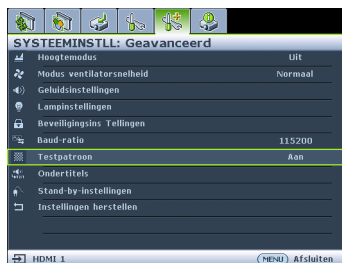 SYSTEEMINSTLL: Geavanceerd
Hoogtemodus Uit
Modus ventilatorsnelheid Normaal
Geluidsinstellingen
Lampinstellingen
Beveiligingsins Tellingen
Baud-ratio 115200
Testpatroon Aan
Ondertitels
Stand-by-instellingen
Instellingen herstellen
HDMI 1 MENU Afsluiten